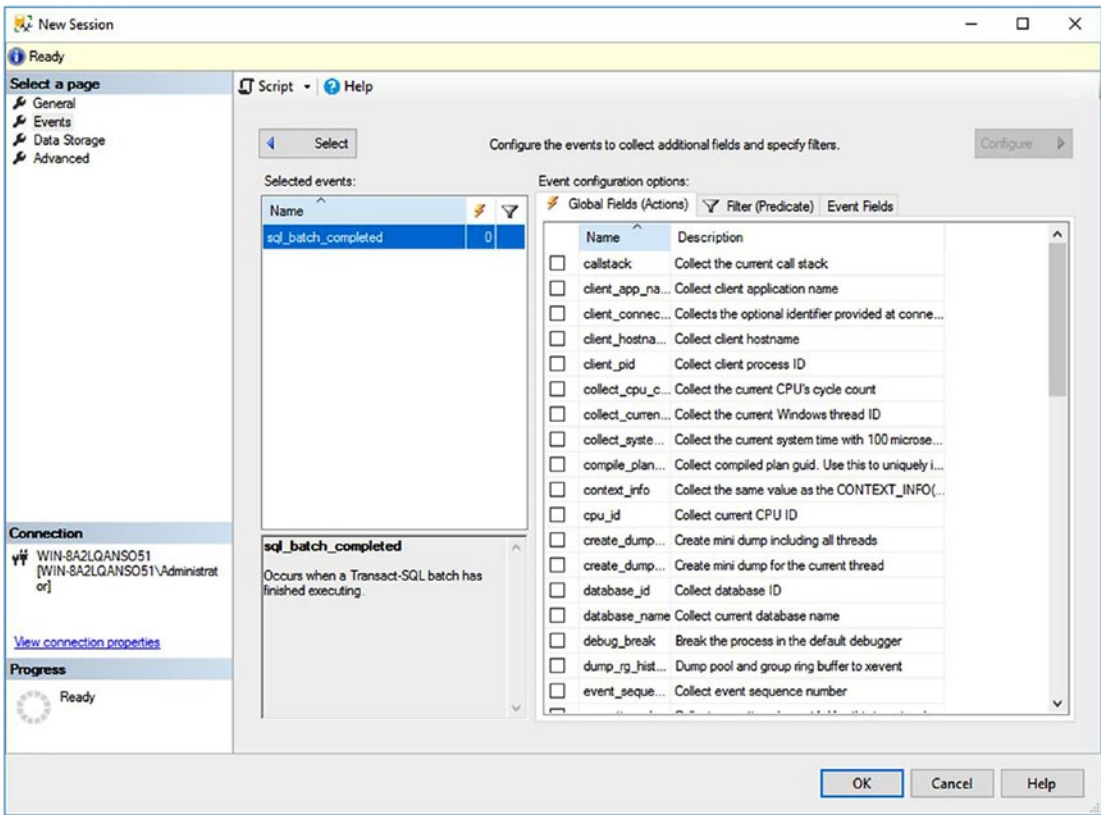 New Session
Ready
Select a page
General
Events
Data Storage
Advanced
Connection
WIN-8A2LQANSO51
[WIN-8A2LQANSO51\Administrat
or]
View connection properties
Progress
Ready
Script Help
Select Configure the events to collect additional fields and specify filters. Configure
Selected events:
Name
sql_batch_completed 0
sql_batch_completed
Occurs when a Transact-SQL batch has
finished executing.
Event configuration options:
Global Fields (Actions) Filter (Predicate) Event Fields
Name Description
callstack Collect the current call stack
client_app_na... Collect client application name
client_connec... Collects the optional identifier provided at conne...
client_hostna... Collect client hostname
client_pid Collect client process ID
collect_cpu_c... Collect the current CPU's cycle count
collect_curren... Collect the current Windows thread ID
collect_syste... Collect the current system time with 100 microse...
compile_plan... Collect compiled plan guid. Use this to uniquely i...
context_info Collect the same value as the CONTEXT_INFO(...
cpu_id Collect current CPU ID
create_dump... Create mini dump including all threads
create_dump... Create mini dump for the current thread
database_id Collect database ID
database_name Collect current database name
debug_break Break the process in the default debugger
dump_rg_hist... Dump pool and group ring buffer to xevent
event_seque... Collect event sequence number
OK Cancel Help